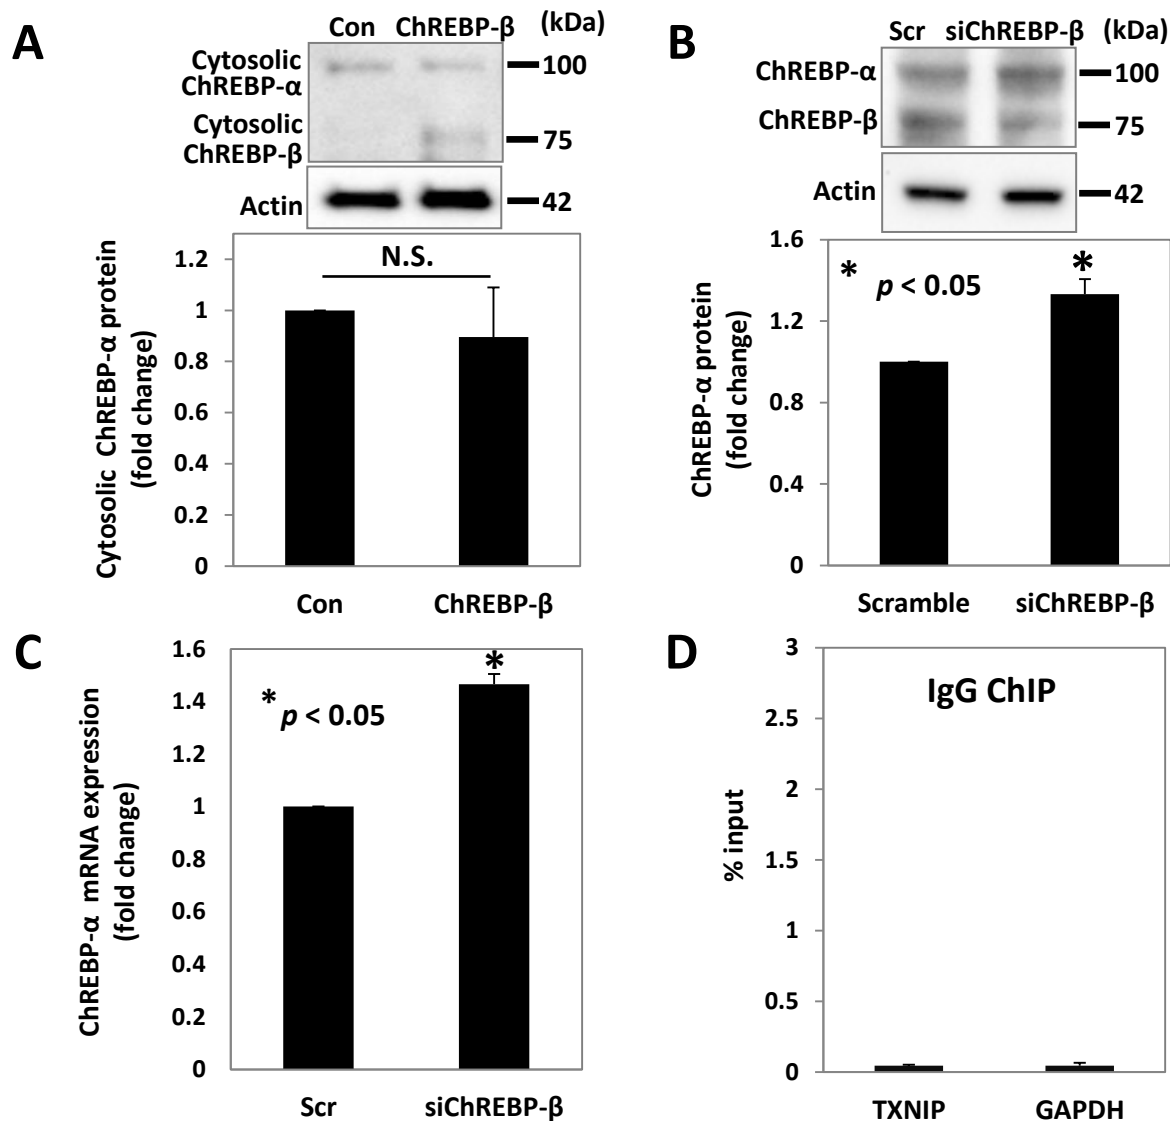 A
Con ChREBP-β (kDa)
Cytosolic
ChREBP-α
100
Cytosolic
ChREBP-β
75
Actin
42
Cytosolic ChREBP-α protein
(fold change)
1.2
1
0.8
0.6
0.4
0.2
0
N.S.
Con ChREBP-β
B
Scr siChREBP-β (kDa)
ChREBP-α
100
ChREBP-β
75
Actin
42
ChREBP-α protein
(fold change)
1.6
1.2
0.8
0.4
0
* p < 0.05
*
Scramble siChREBP-β
C
ChREBP-α mRNA expression
(fold change)
1.6
1.4
1.2
1
0.8
0.6
0.4
0.2
0
* p < 0.05
*
Scr siChREBP-β
D
IgG ChIP
% input
3
2.5
2
1.5
1
0.5
0
TXNIP GAPDH